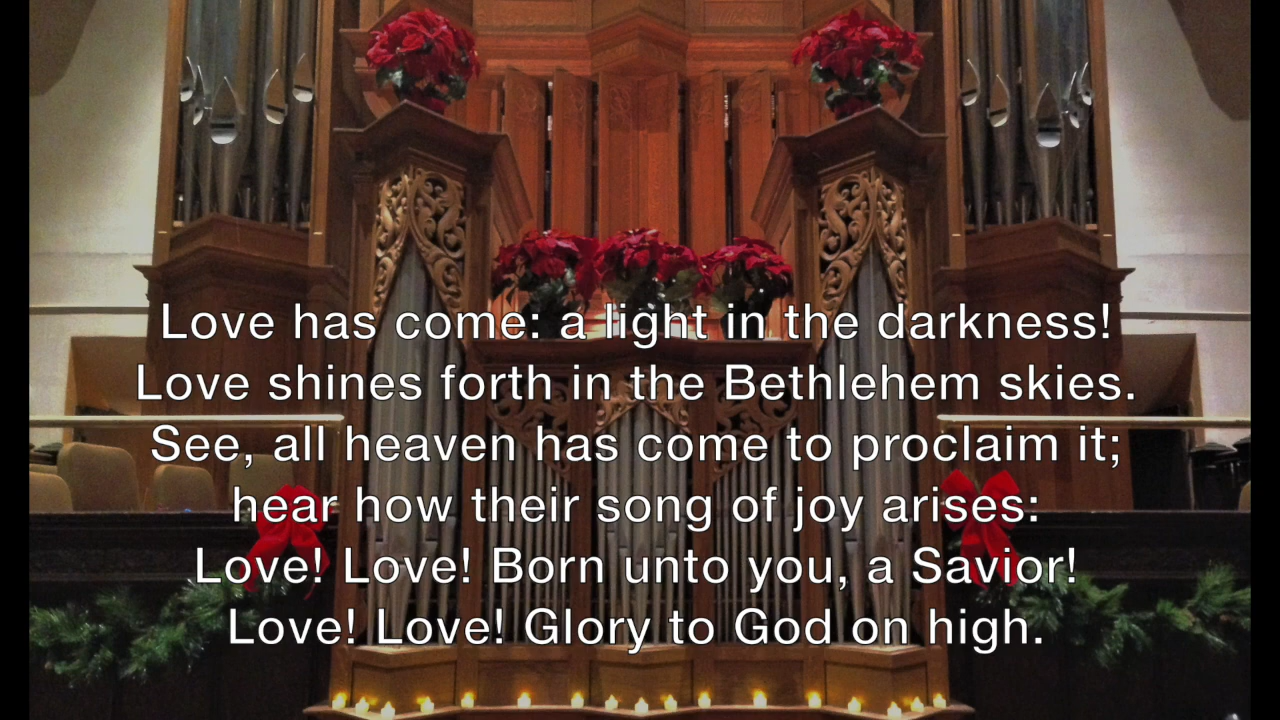 Love has come: a light in the darkness!
Love shines forth in the Bethlehem skies.
See, all heaven has come to proclaim it;
hear how their song of joy arises:
Love! Love! Born unto you, a Savior!
Love! Love! Glory to God on high.